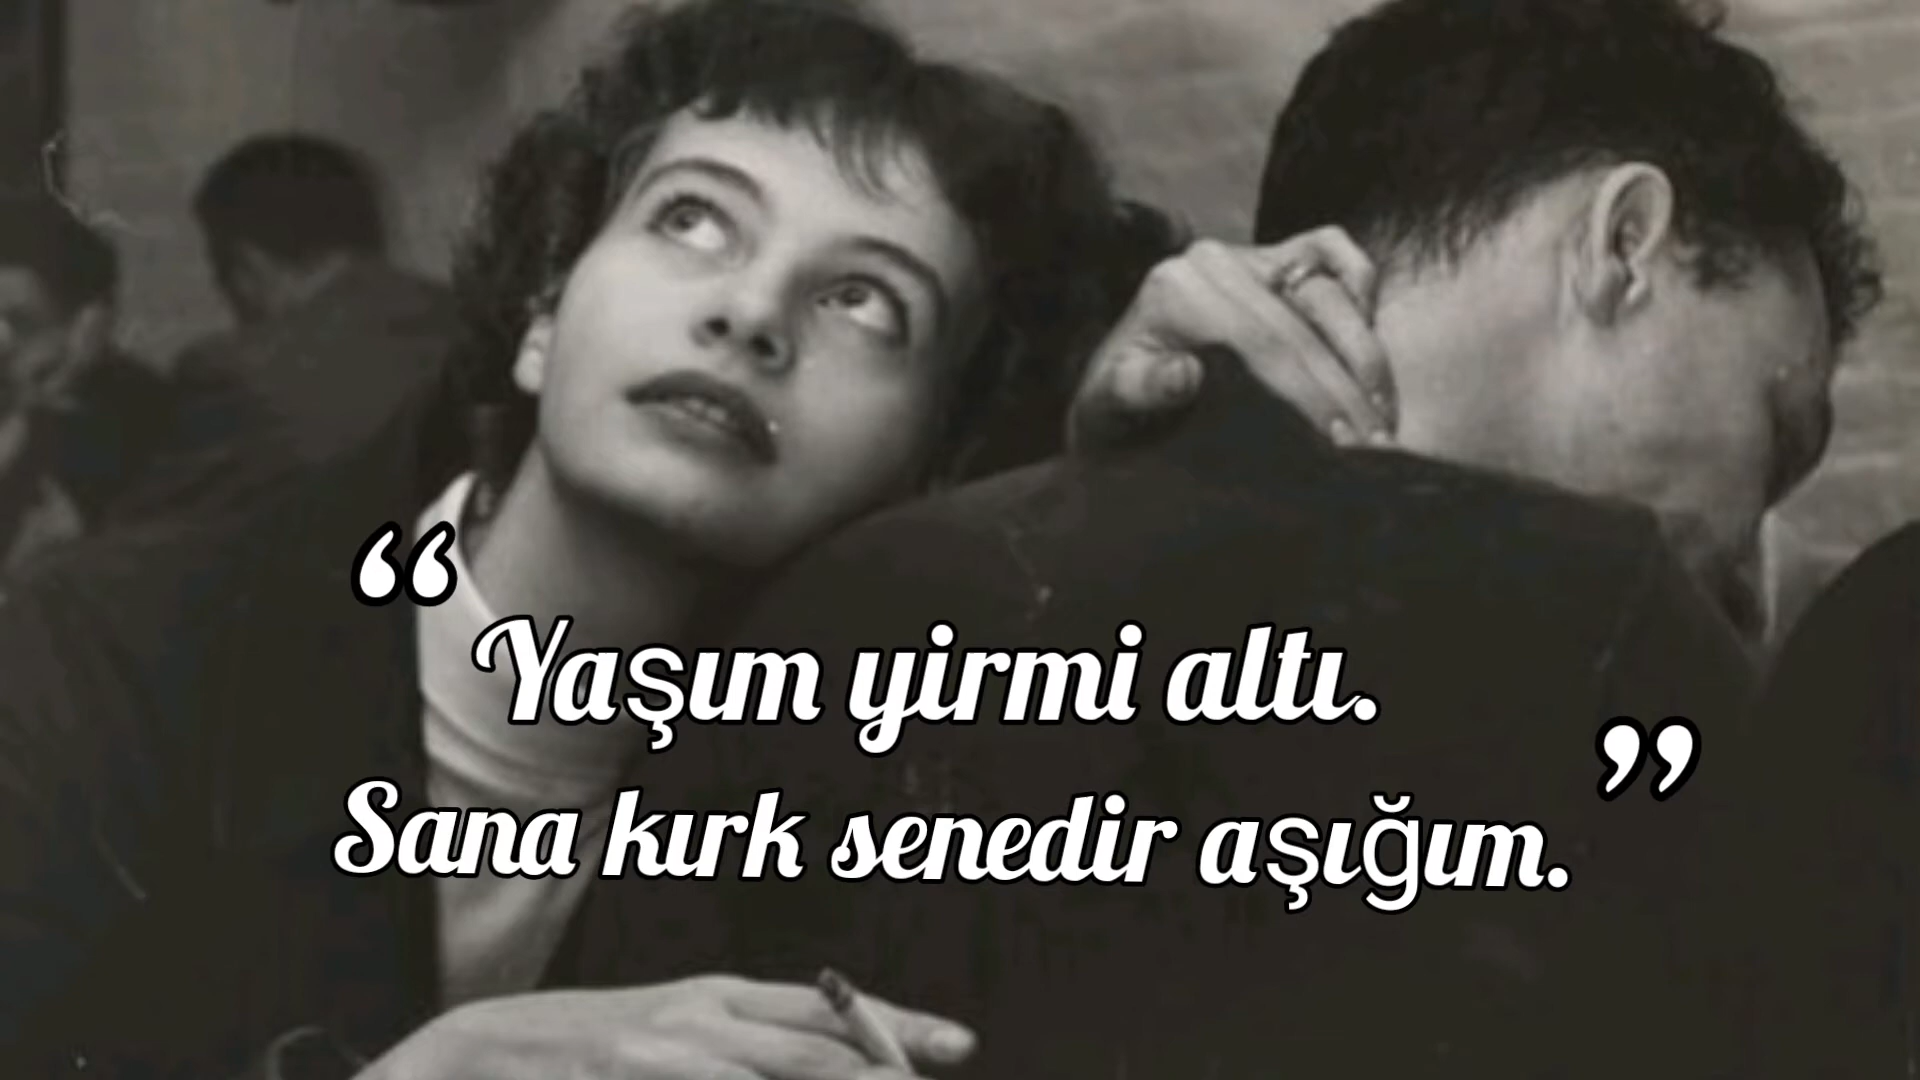 “
Yaşım yirmi altı.
Sana kırk senedir aşığım.
”